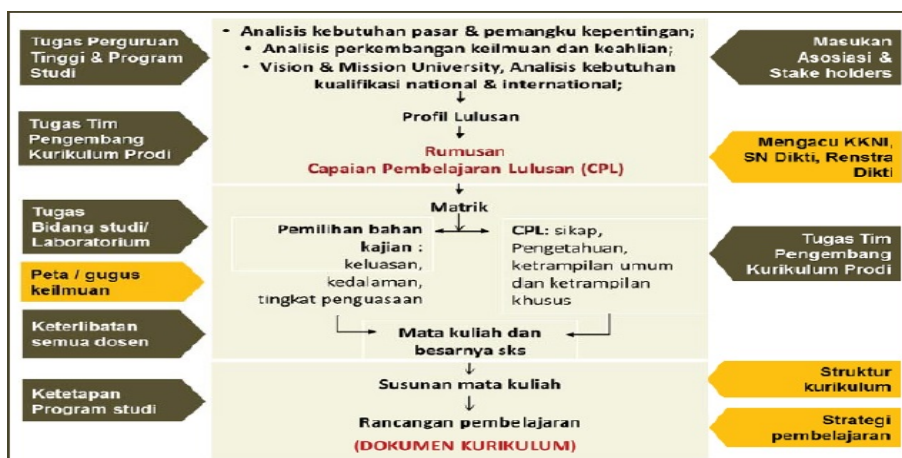 Tugas Perguruan
Tinggi & Program
Studi
• Analisis kebutuhan pasar & pemangku kepentingan;
• Analisis perkembangan keilmuan dan keahlian;
• Vision & Mission University, Analisis kebutuhan
kualifikasi national & international;
Masukan
Asosiasi &
Stake holders
Tugas Tim
Pengembang
Kurikulum Prodi
Profil Lulusan
Rumusan
Capaian Pembelajaran Lulusan (CPL)
Mengacu KKNI,
SN Dikti, Renstra
Dikti
Tugas
Bidang studi/
Laboratorium
Matrik
Pemilihan bahan
kajian :
keluasan,
kedalaman,
tingkat penguasaan
CPL: sikap,
Pengetahuan,
ketrampilan umum
dan ketrampilan
khusus
Tugas Tim
Pengembang
Kurikulum Prodi
Peta / gugus
keilmuan
Keterlibatan
semua dosen
Mata kuliah dan
besarnya sks
Ketetapan
Program studi
Susunan mata kuliah
Struktur
kurikulum
Rancangan pembelajaran
(DOKUMEN KURIKULUM)
Strategi
pembelajaran